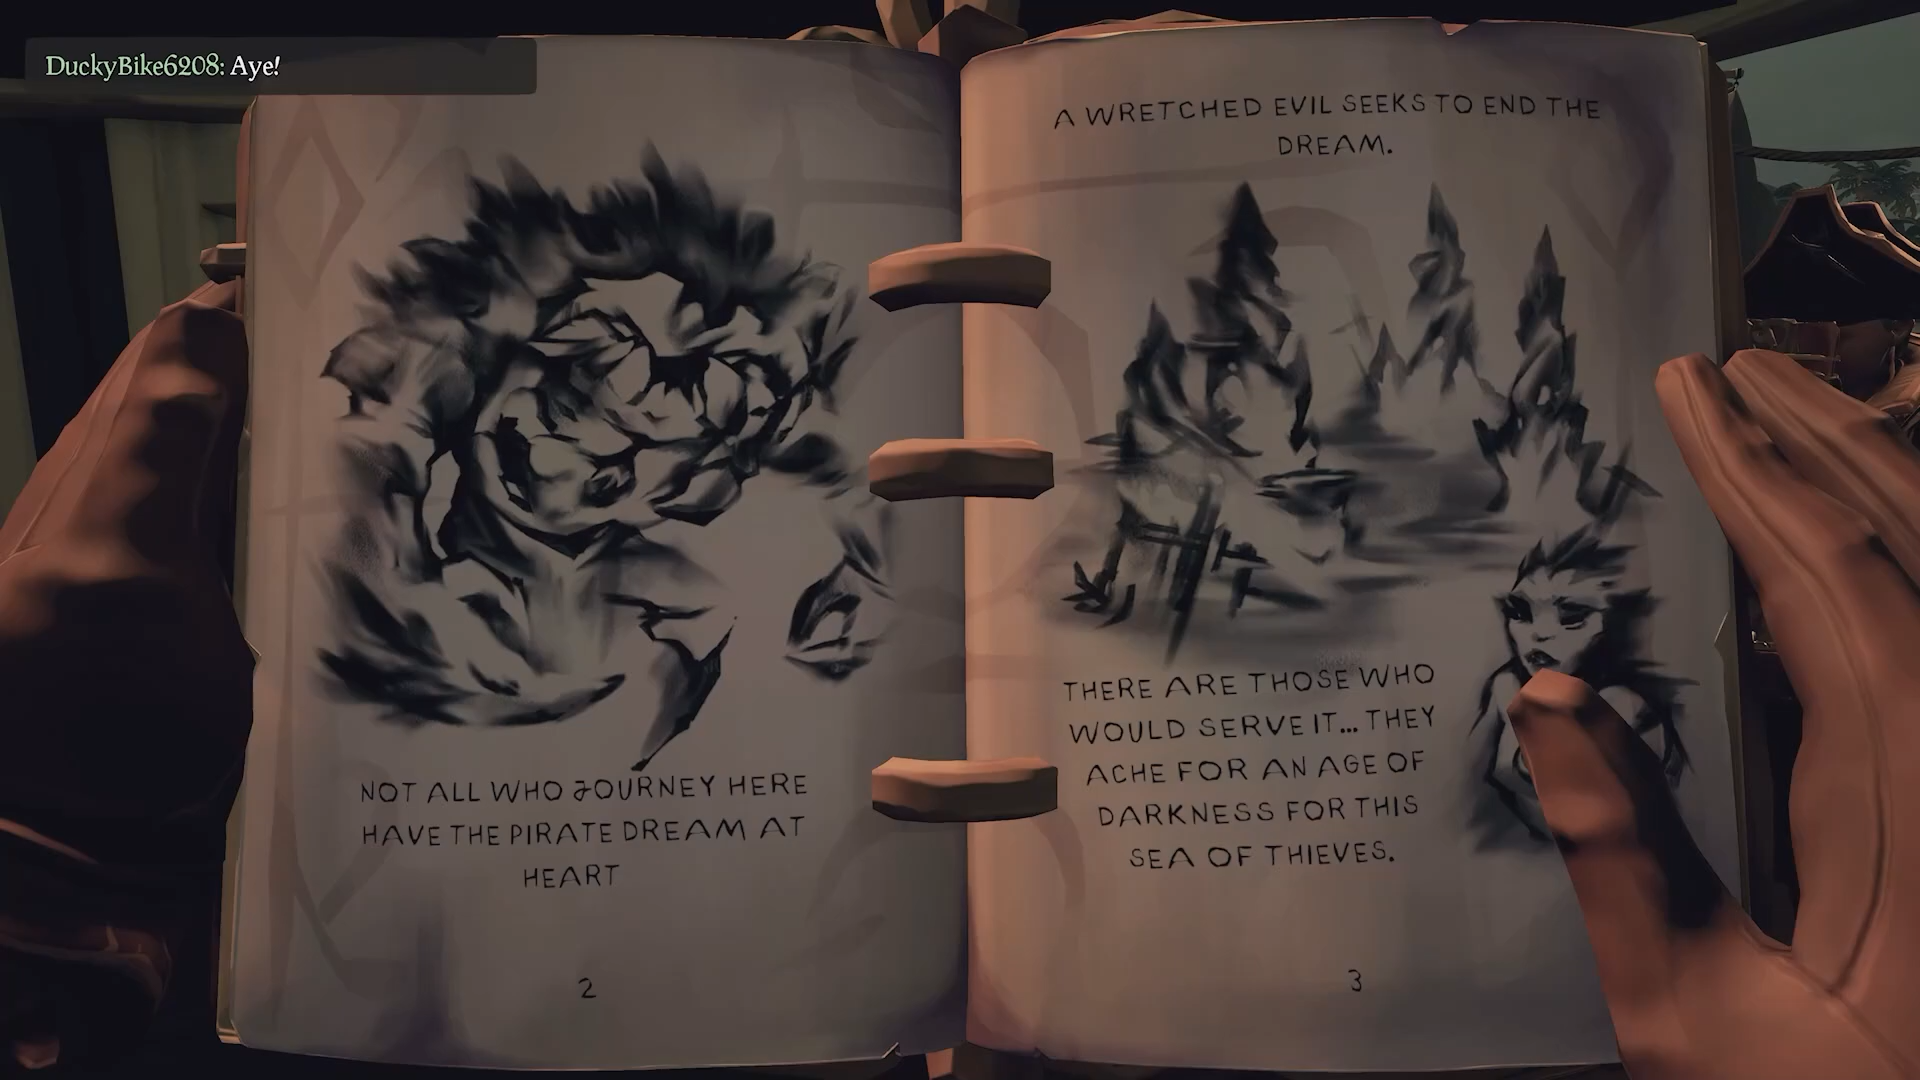 DuckyBike6208: Aye!
NOT ALL WHO JOURNEY HERE
HAVE THE PIRATE DREAM AT
HEART
2
A WRETCHED EVIL SEEKS TO END THE
DREAM.
THERE ARE THOSE WHO
WOULD SERVE IT... THEY
ACHE FOR AN AGE OF
DARKNESS FOR THIS
SEA OF THIEVES.
3